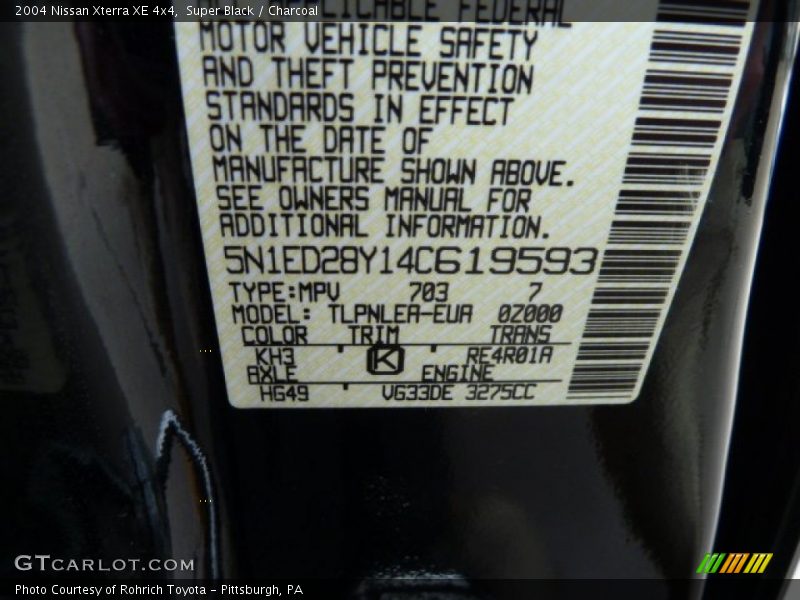 2004 Nissan Xterra XE 4x4, Super Black / Charcoal
FEDERAL
MOTOR VEHICLE SAFETY
AND THEFT PREVENTION
STANDARDS IN EFFECT
ON THE DATE OF
MANUFACTURE SHOWN ABOVE.
SEE OWNERS MANUAL FOR
ADDITIONAL INFORMATION.
5N1ED28Y14C619593
TYPE:MPV 703 7
MODEL: TLPNLEA-EUA 0Z000
COLOR TRIM TRANS
KH3 K RE4R01A
AXLE ENGINE
HG49 VG33DE 3275CC
GTCARLOT.COM
Photo Courtesy of Rohrich Toyota - Pittsburgh, PA